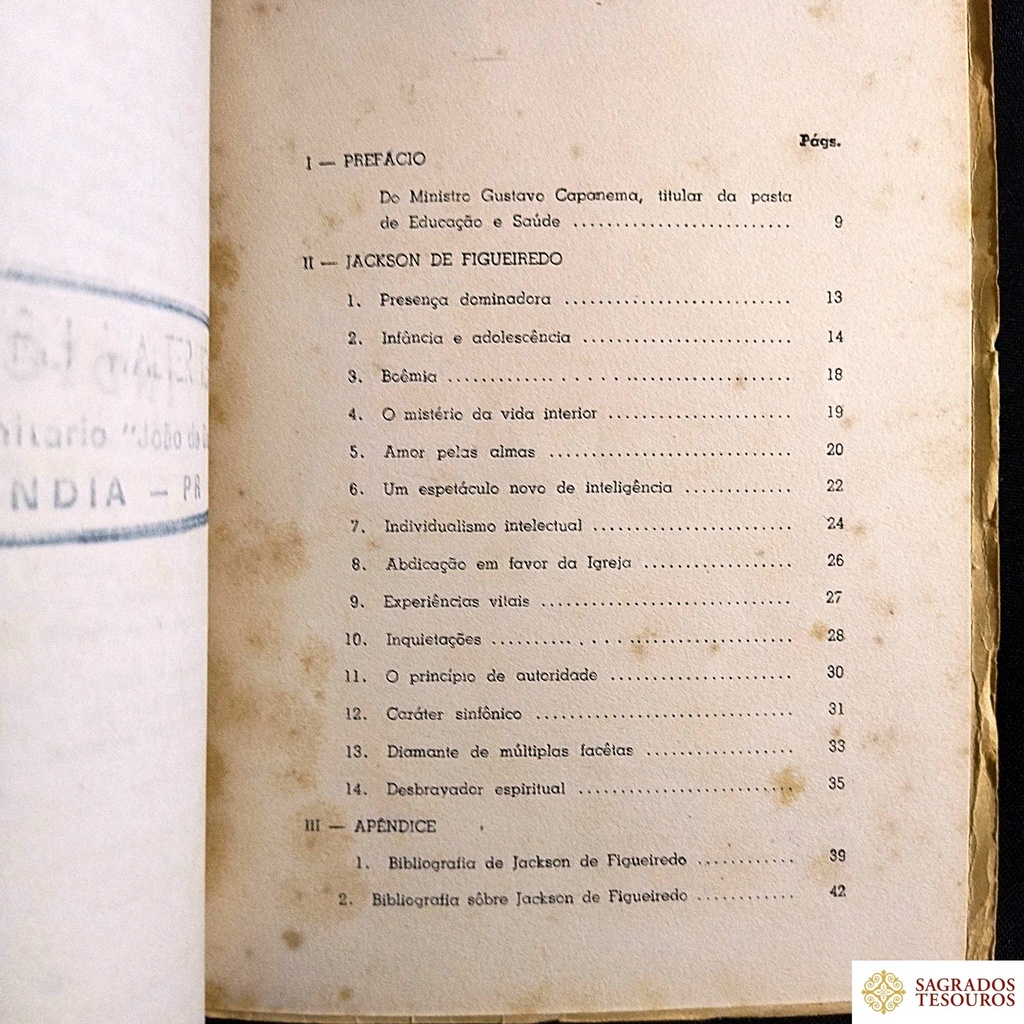 Págs.
I — PREFÁCIO
Do Ministro Gustavo Capanema, titular da pasta
de Educação e Saúde ........................... 9
II — JACKSON DE FIGUEIREDO
1. Presença dominadora ............................ 13
2. Infância e adolescência .......................... 14
3. Boêmia .......................................... 18
4. O mistério da vida interior ....................... 19
5. Amor pelas almas .............................. 20
6. Um espetáculo novo de inteligência ............. 22
7. Individualismo intelectual ........................ 24
8. Abdicação em favor da Igreja ................... 26
9. Experiências vitais ............................... 27
10. Inquietações ..................................... 28
11. O princípio de autoridade ....................... 30
12. Caráter sinfônico ................................ 31
13. Diamante de múltiplas facêtas .................. 33
14. Desbravador espiritual ........................... 35
III — APÊNDICE
1. Bibliografia de Jackson de Figueiredo ............ 39
2. Bibliografia sôbre Jackson de Figueiredo ............ 42
"João de
NDIA — PR
SAGRADOS
TESOUROS